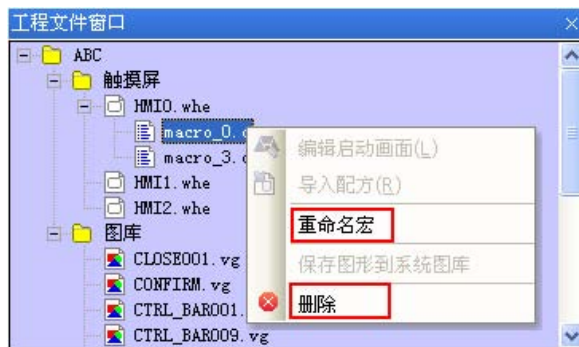 工程文件窗口
ABC
触摸屏
HMI0.whe
macro_0.c
macro_3.c
HMI1.whe
HMI2.whe
图库
CLOSE001.vg
CONFIRM.vg
CTRL_BAR001.
CTRL_BAR009.vg
编辑启动画面(L)
导入配方(R)
重命名宏
保存图形到系统图库
删除